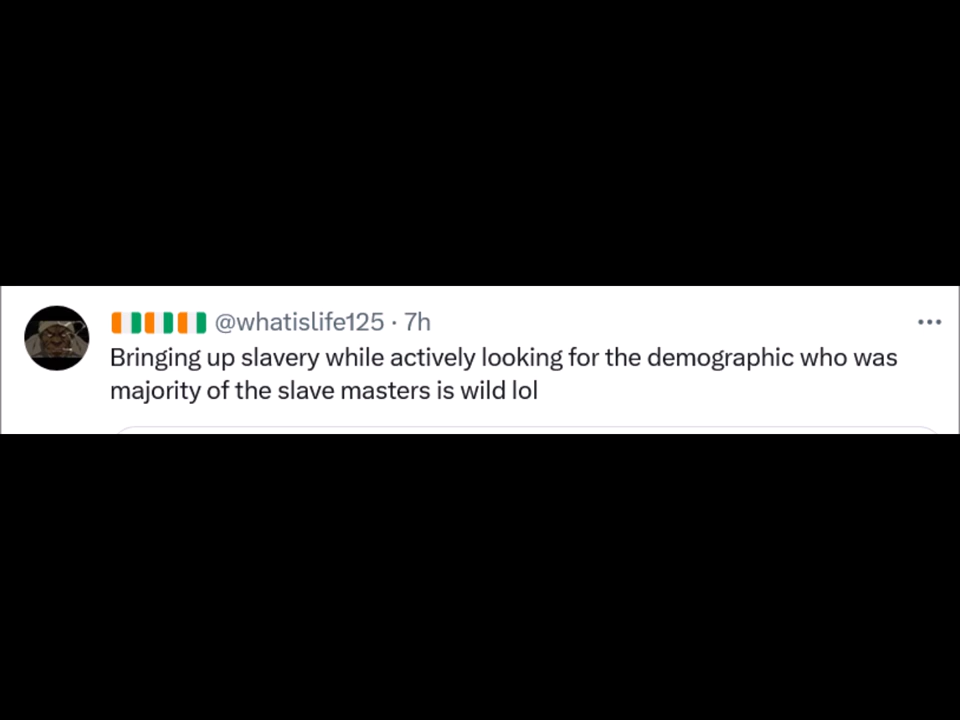 🇨🇮🇨🇮🇨🇮 @whatislife125 · 7h
Bringing up slavery while actively looking for the demographic who was
majority of the slave masters is wild lol